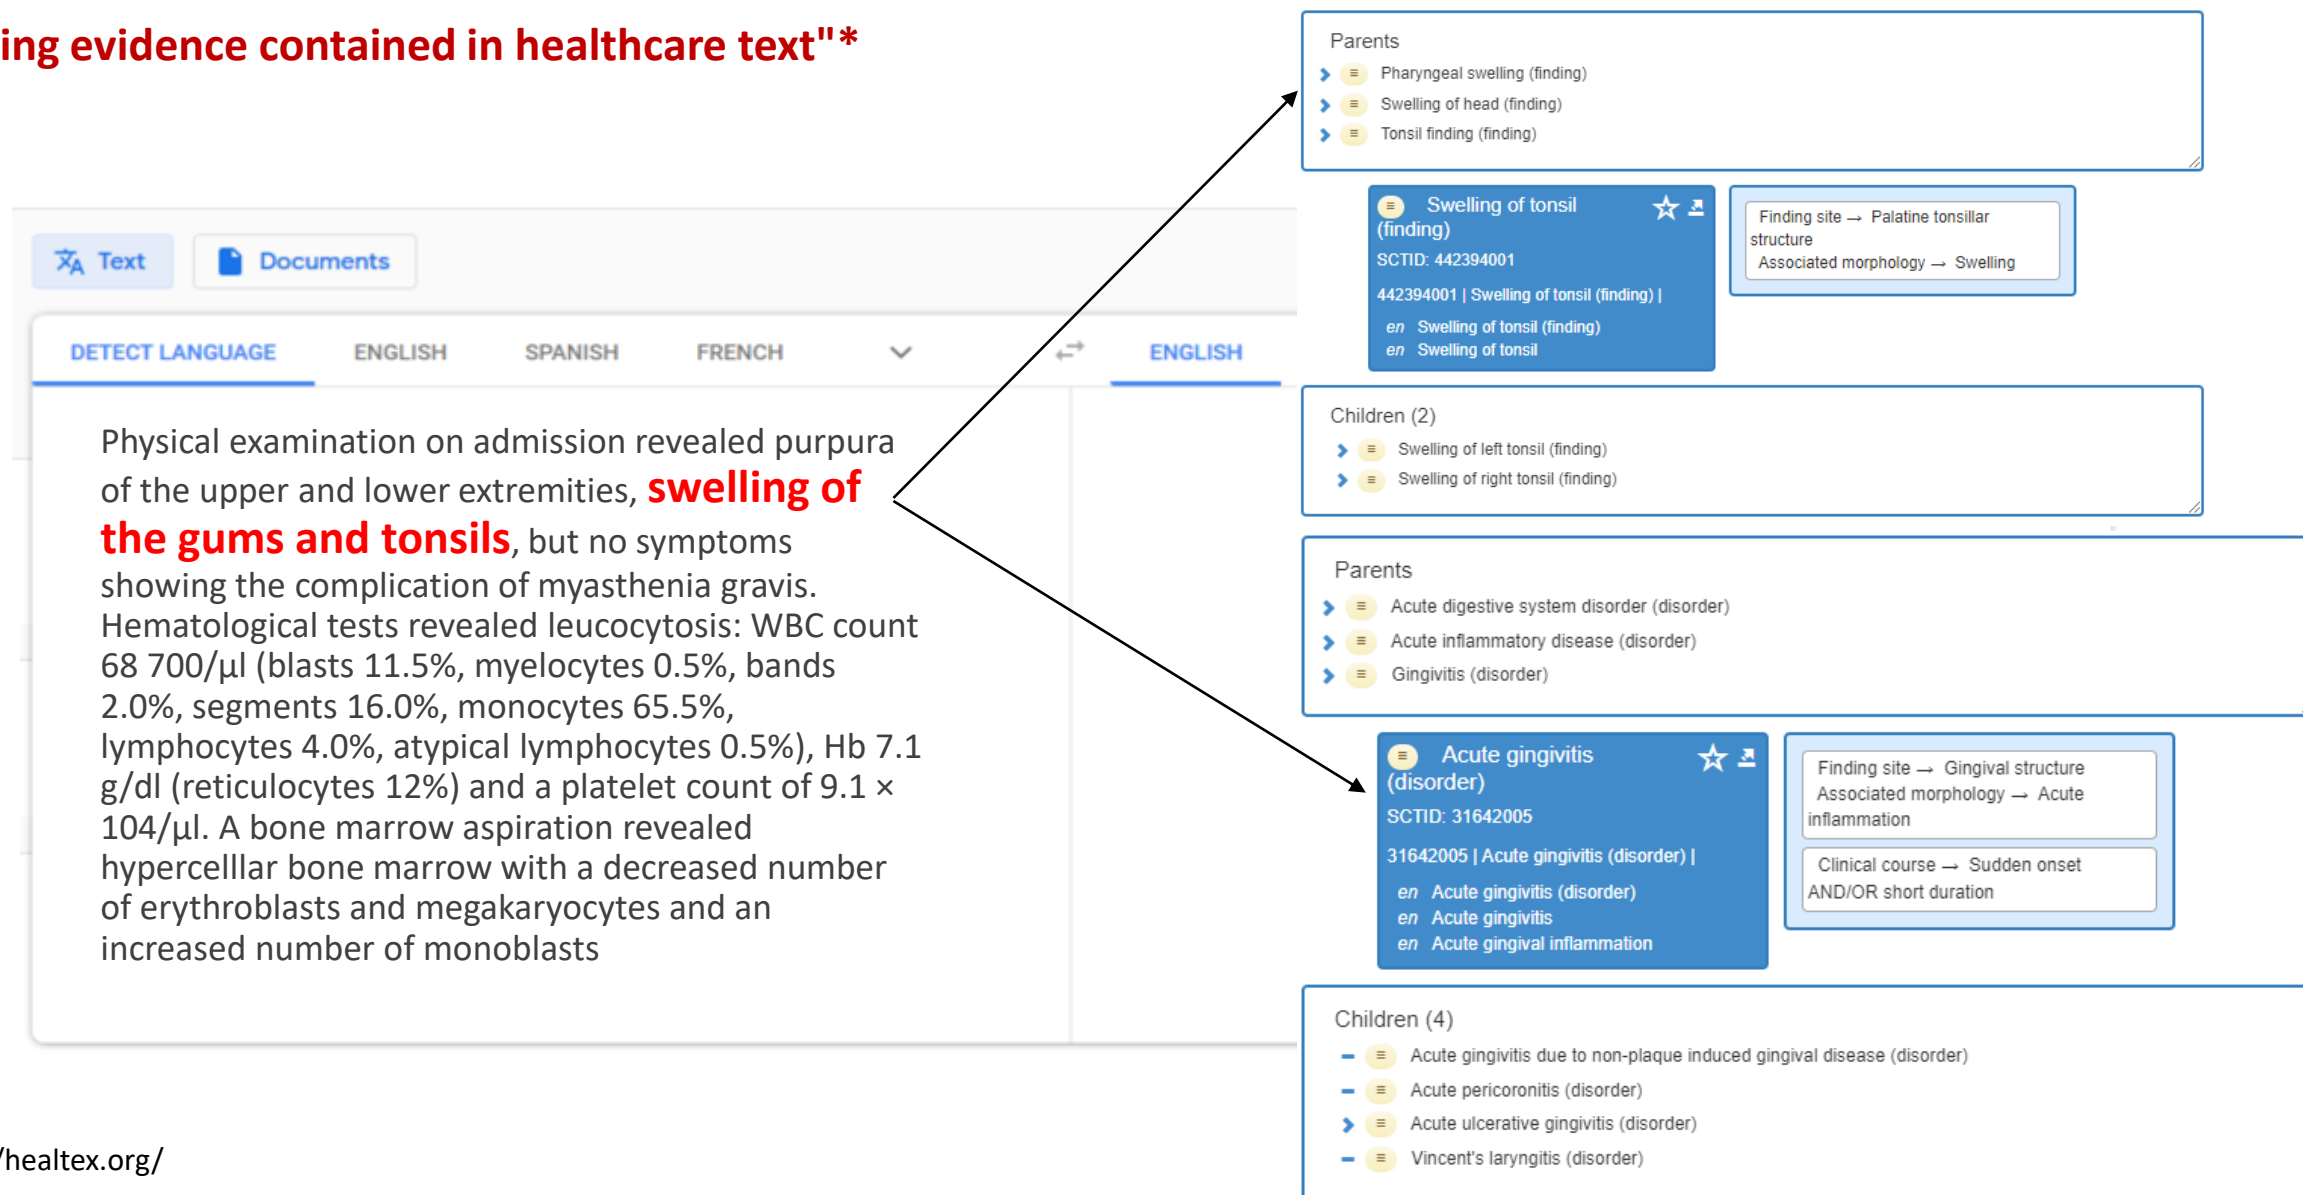 ing evidence contained in healthcare text"*
Text
Documents
DETECT LANGUAGE
ENGLISH
SPANISH
FRENCH
ENGLISH
Physical examination on admission revealed purpura
of the upper and lower extremities, swelling of
the gums and tonsils, but no symptoms
showing the complication of myasthenia gravis.
Hematological tests revealed leucocytosis: WBC count
68 700/μl (blasts 11.5%, myelocytes 0.5%, bands
2.0%, segments 16.0%, monocytes 65.5%,
lymphocytes 4.0%, atypical lymphocytes 0.5%), Hb 7.1
g/dl (reticulocytes 12%) and a platelet count of 9.1 ×
104/μl. A bone marrow aspiration revealed
hypercelllar bone marrow with a decreased number
of erythroblasts and megakaryocytes and an
increased number of monoblasts
/healtex.org/
Parents
Pharyngeal swelling (finding)
Swelling of head (finding)
Tonsil finding (finding)
Swelling of tonsil
(finding)
SCTID: 442394001
442394001 | Swelling of tonsil (finding) |
en Swelling of tonsil (finding)
en Swelling of tonsil
Finding site → Palatine tonsillar
structure
Associated morphology → Swelling
Children (2)
Swelling of left tonsil (finding)
Swelling of right tonsil (finding)
Parents
Acute digestive system disorder (disorder)
Acute inflammatory disease (disorder)
Gingivitis (disorder)
Acute gingivitis
(disorder)
SCTID: 31642005
31642005 | Acute gingivitis (disorder) |
en Acute gingivitis (disorder)
en Acute gingivitis
en Acute gingival inflammation
Finding site → Gingival structure
Associated morphology → Acute
inflammation
Clinical course → Sudden onset
AND/OR short duration
Children (4)
Acute gingivitis due to non-plaque induced gingival disease (disorder)
Acute pericoronitis (disorder)
Acute ulcerative gingivitis (disorder)
Vincent's laryngitis (disorder)